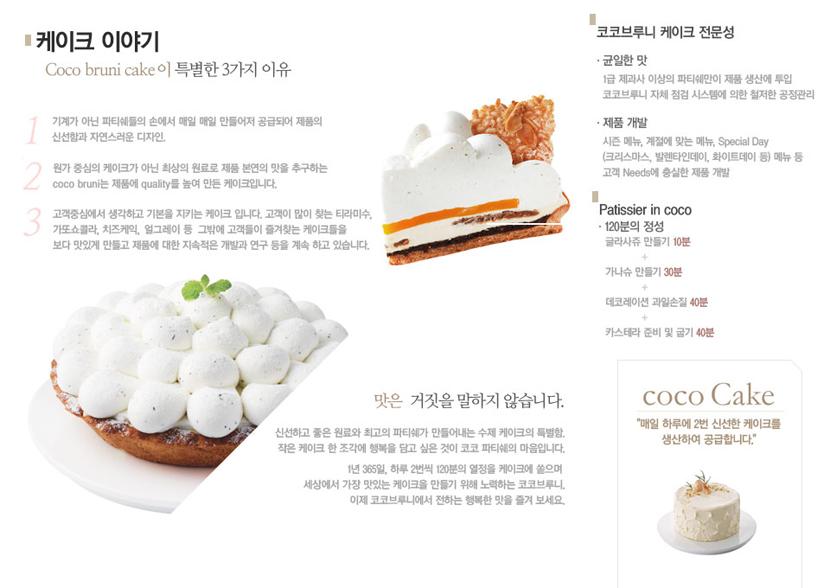 케이크 이야기
Coco bruni cake이 특별한 3가지 이유
1 기계가 아닌 파티쉐들의 손에서 매일 매일 만들어져 공급되어 제품의
신선함과 자연스러운 디자인.
2 원가 중심의 케이크가 아닌 최상의 원료로 제품 본연의 맛을 추구하는
coco bruni는 제품에 quality를 높여 만든 케이크입니다.
3 고객중심에서 생각하고 기본을 지키는 케이크 입니다. 고객이 많이 찾는 티라미수,
가또쇼콜라, 치즈케익, 얼그레이 등 그밖에 고객들이 즐겨찾는 케이크들을
보다 맛있게 만들고 제품에 대한 지속적은 개발과 연구 등을 계속 하고 있습니다.
맛은 거짓을 말하지 않습니다.
신선하고 좋은 원료와 최고의 파티쉐가 만들어내는 수제 케이크의 특별함.
작은 케이크 한 조각에 행복을 담고 싶은 것이 코코 파티쉐의 마음입니다.
1년 365일, 하루 2번씩 120분의 열정을 케이크에 쏟으며
세상에서 가장 맛있는 케이크을 만들기 위해 노력하는 코코브루니.
이제 코코브루니에서 전하는 행복한 맛을 즐겨 보세요.
코코브루니 케이크 전문성
· 균일한 맛
1급 제과사 이상의 파티쉐만이 제품 생산에 투입
코코브루니 자체 점검 시스템에 의한 철저한 공정관리
· 제품 개발
시즌 메뉴, 계절에 맞는 메뉴, Special Day
(크리스마스, 발렌타인데이, 화이트데이 등) 메뉴 등
고객 Needs에 충실한 제품 개발
Patissier in coco
· 120분의 정성
글라사쥬 만들기 10분
+
가나슈 만들기 30분
+
데코레이션 과일손질 40분
+
카스테라 준비 및 굽기 40분
coco Cake
"매일 하루에 2번 신선한 케이크를
생산하여 공급합니다."